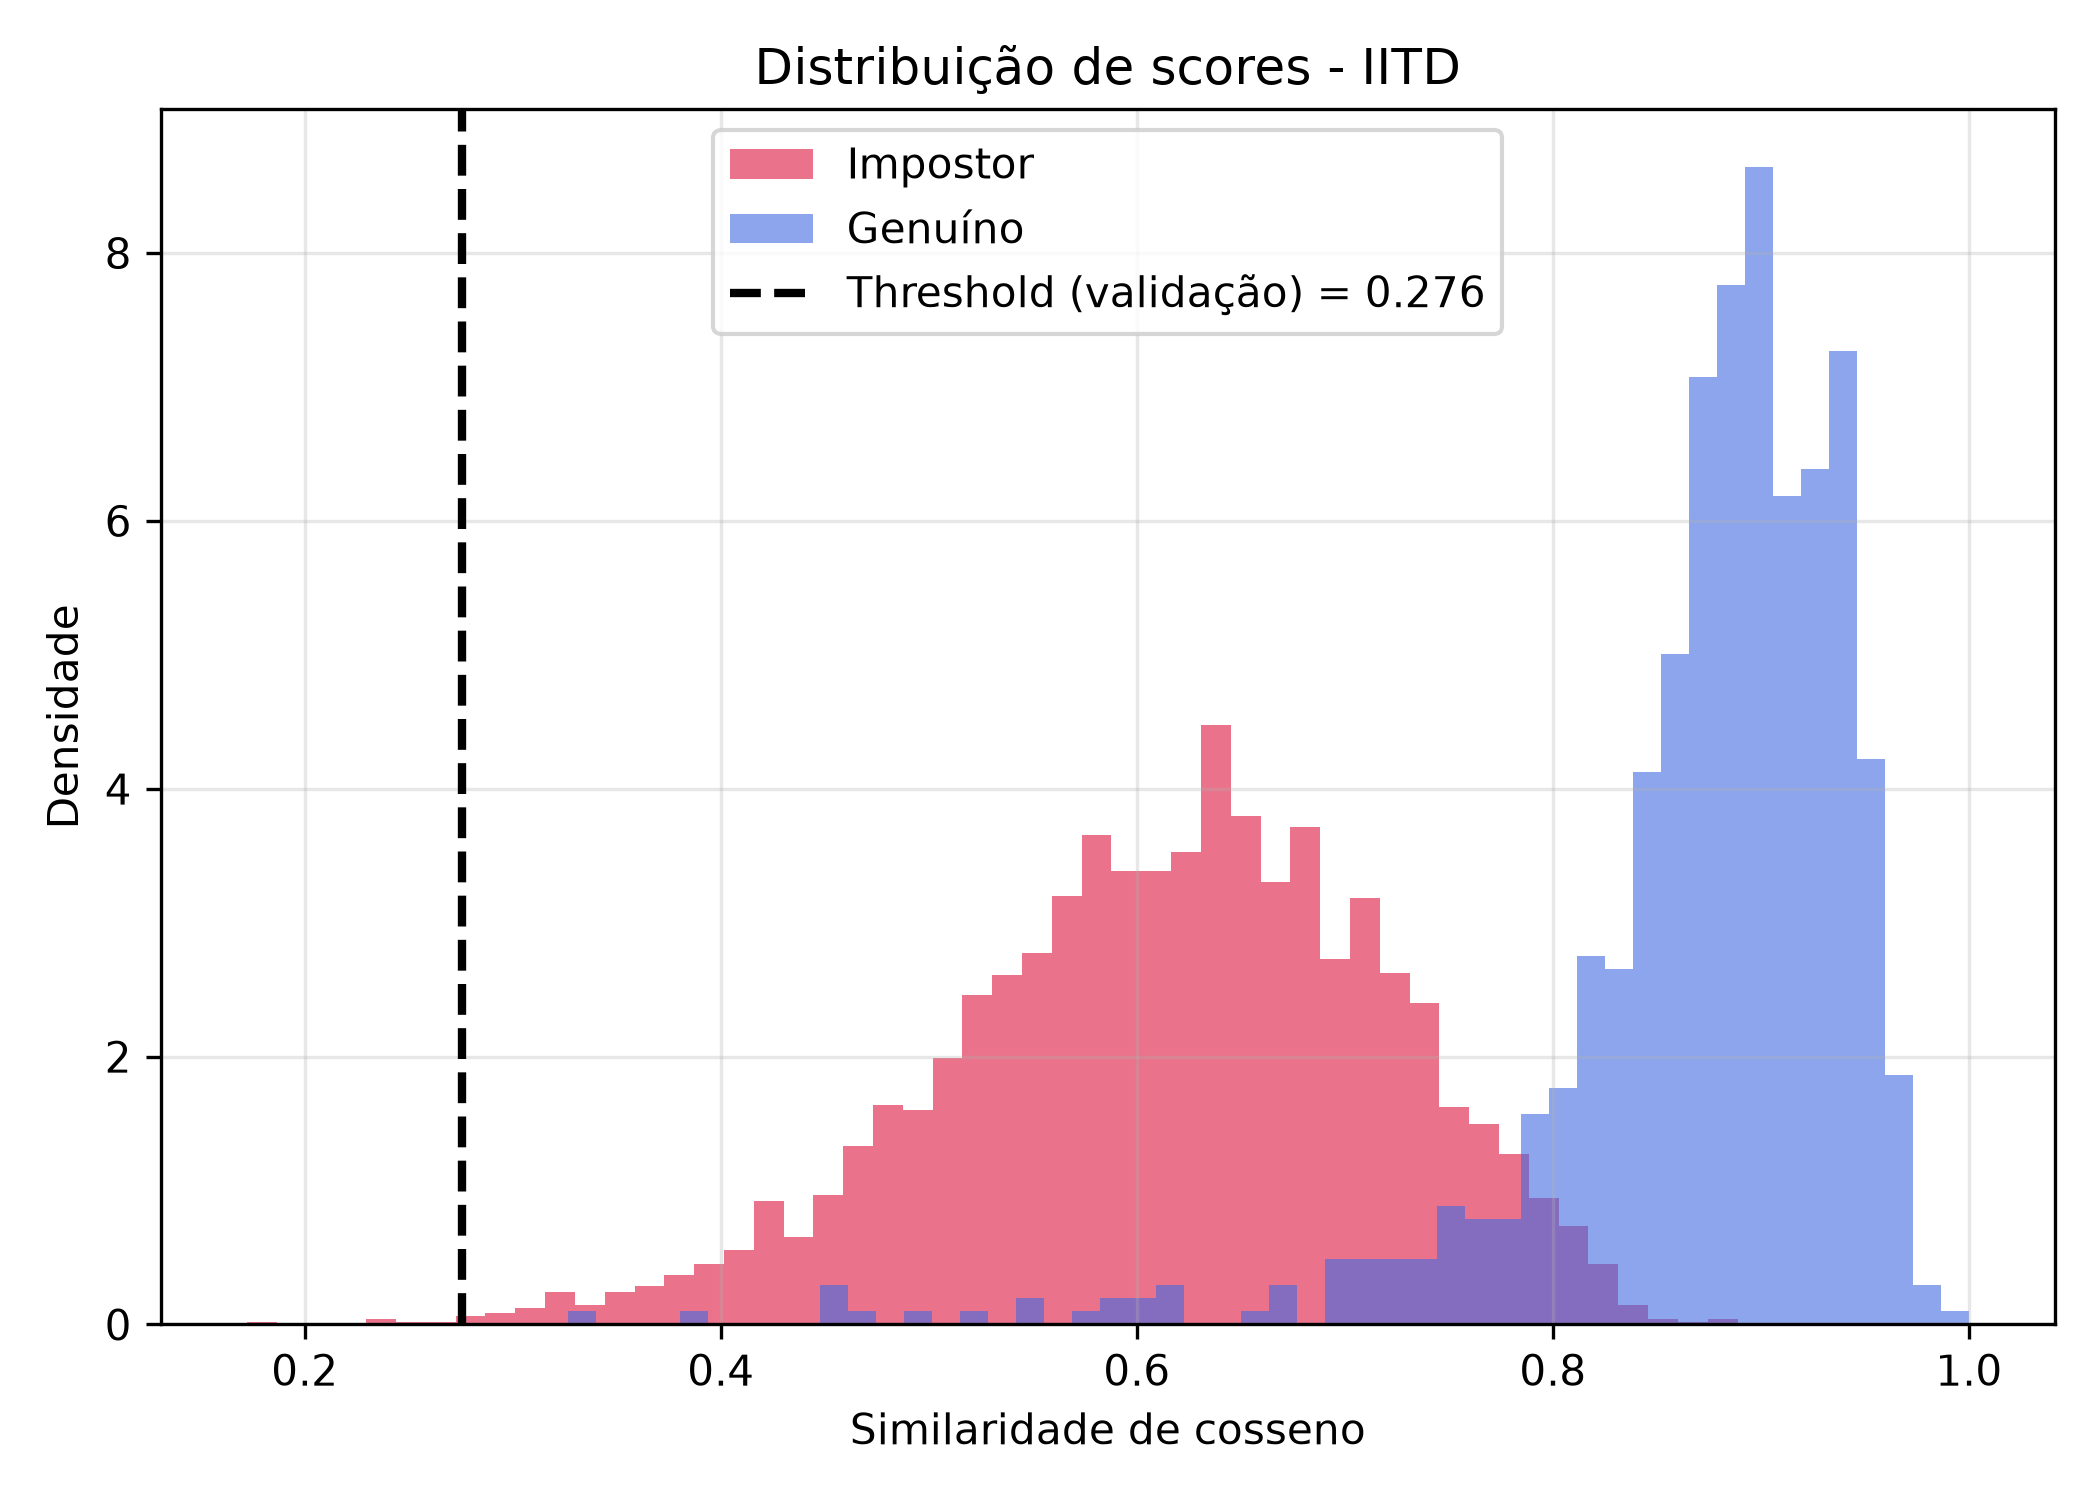 Distribuição de scores - IITD
Impostor
Genuíno
Threshold (validação) = 0.276
Densidade
8
6
4
2
0
0.2
0.4
0.6
0.8
1.0
Similaridade de cosseno